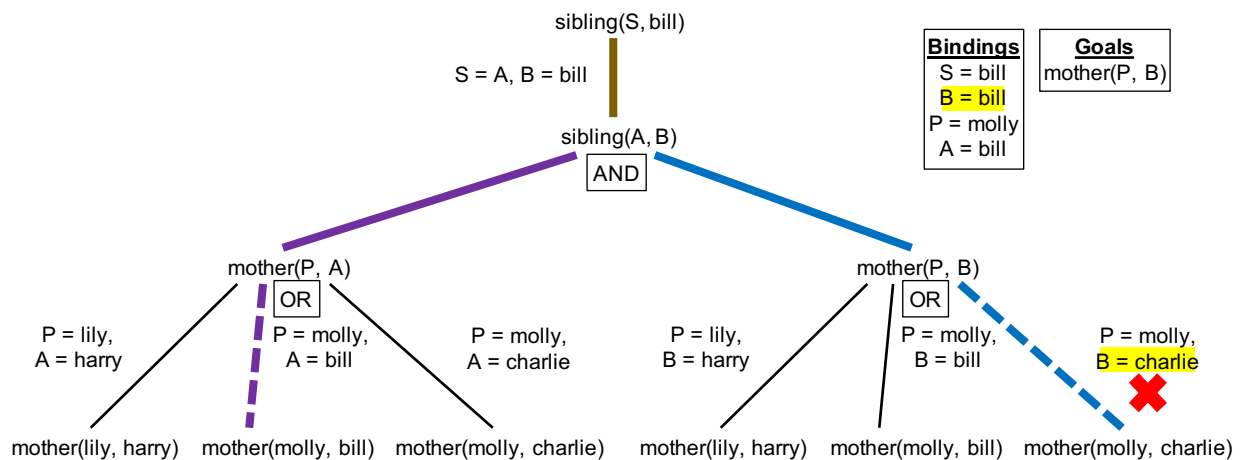 sibling(S, bill)
S = A, B = bill
sibling(A, B)
AND
Bindings
S = bill
B = bill
P = molly
A = bill
Goals
mother(P, B)
mother(P, A)
OR
P = lily,
A = harry
P = molly,
A = bill
P = molly,
A = charlie
mother(lily, harry)
mother(molly, bill)
mother(molly, charlie)
mother(P, B)
OR
P = lily,
B = harry
P = molly,
B = bill
P = molly,
B = charlie
mother(lily, harry)
mother(molly, bill)
mother(molly, charlie)